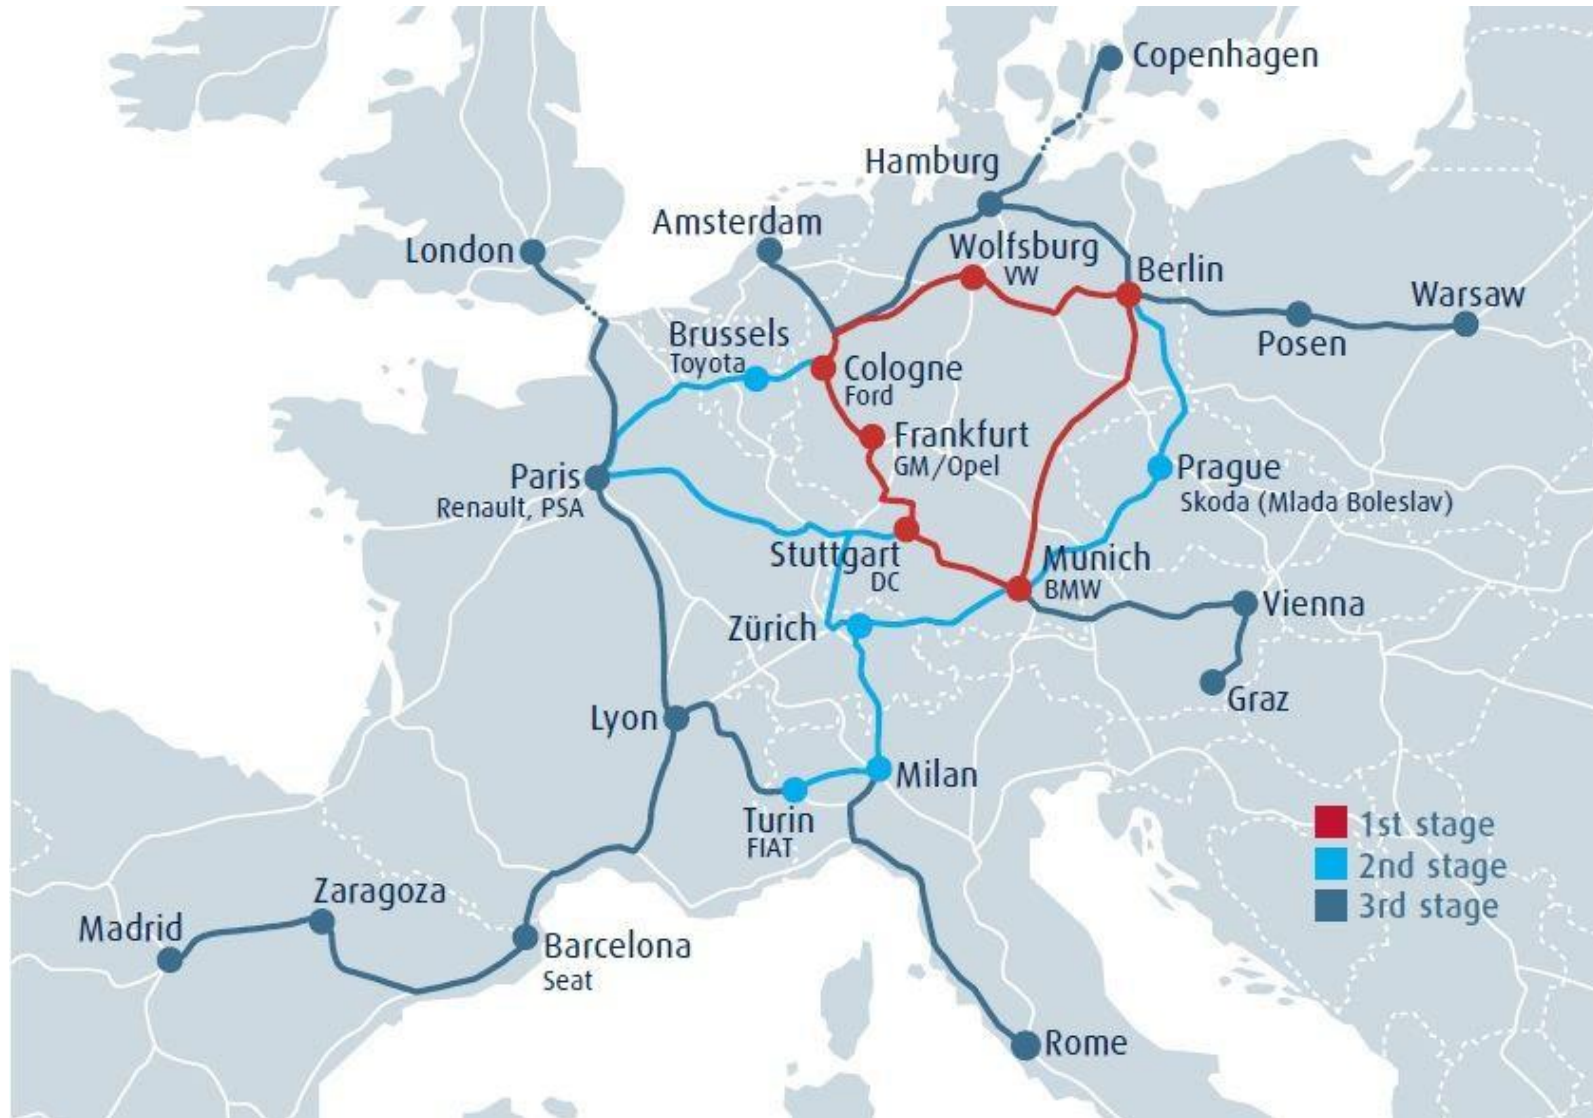 Copenhagen
Hamburg
Amsterdam
London
Wolfsburg
VW
Berlin
Warsaw
Posen
Brussels
Toyota
Cologne
Ford
Frankfurt
GM/Opel
Paris
Renault, PSA
Prague
Skoda (Mlada Boleslav)
Stuttgart
DC
Munich
BMW
Vienna
Zürich
Graz
Lyon
Milan
Turin
FIAT
1st stage
2nd stage
3rd stage
Zaragoza
Madrid
Barcelona
Seat
Rome